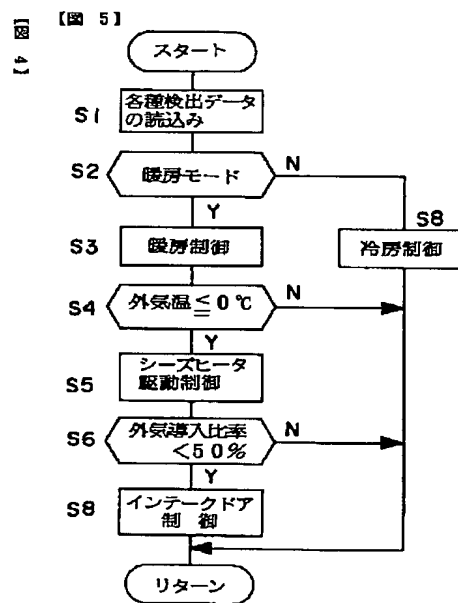 【図 5】
【図 4】
スタート
S1
各種検出データ
の読込み
S2
暖房モード
N
Y
S8
冷房制御
S3
暖房制御
S4
外気温≦0℃
N
Y
S5
シーズヒータ
駆動制御
S6
外気導入比率
<50%
N
Y
S8
インテークドア
制 御
リターン